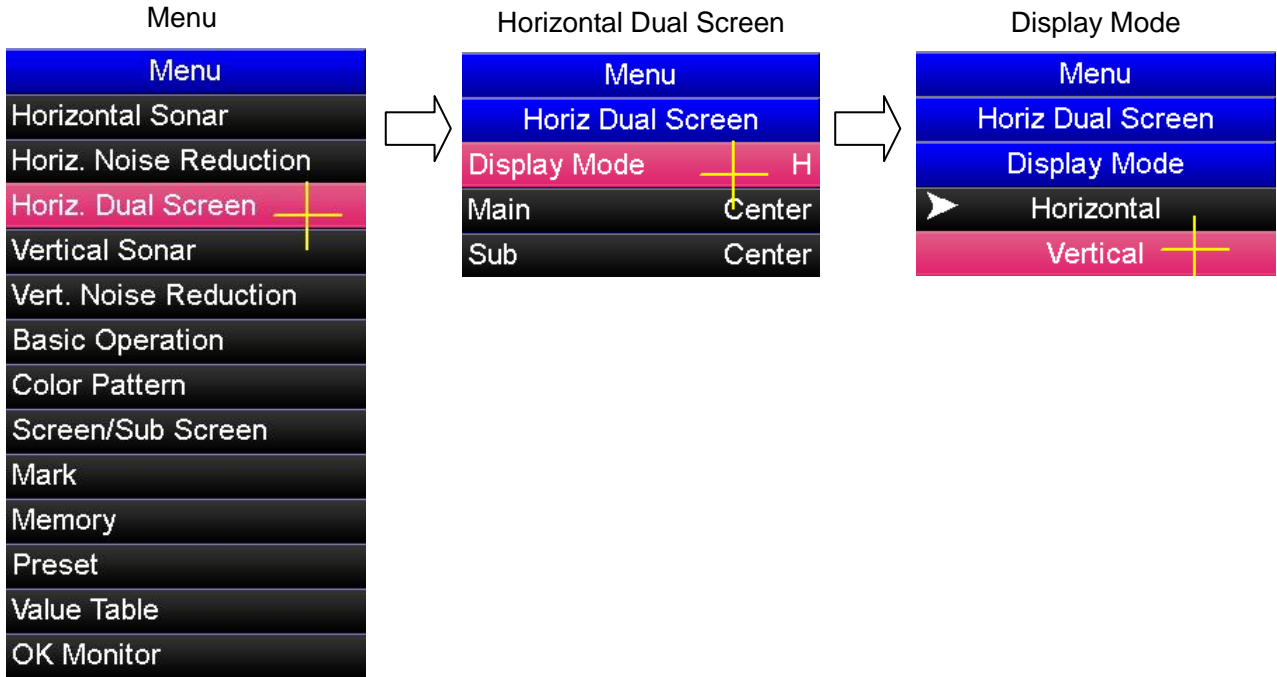 Menu
Menu
Horizontal Sonar
Horiz. Noise Reduction
Horiz. Dual Screen
Vertical Sonar
Vert. Noise Reduction
Basic Operation
Color Pattern
Screen/Sub Screen
Mark
Memory
Preset
Value Table
OK Monitor
Horizontal Dual Screen
Menu
Horiz Dual Screen
Display Mode H
Main Center
Sub Center
Display Mode
Menu
Horiz Dual Screen
Display Mode
Horizontal
Vertical